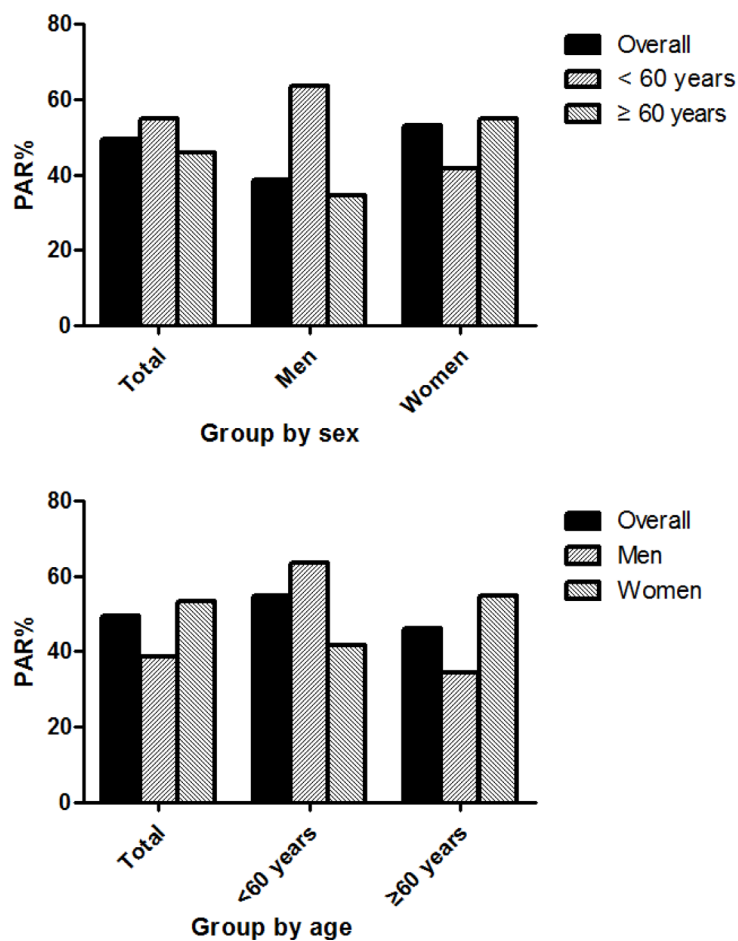 80
60
40
20
0
PAR%
Total
Men
Women
Group by sex
Overall
< 60 years
≥ 60 years
80
60
40
20
0
PAR%
Total
<60 years
≥60 years
Group by age
Overall
Men
Women